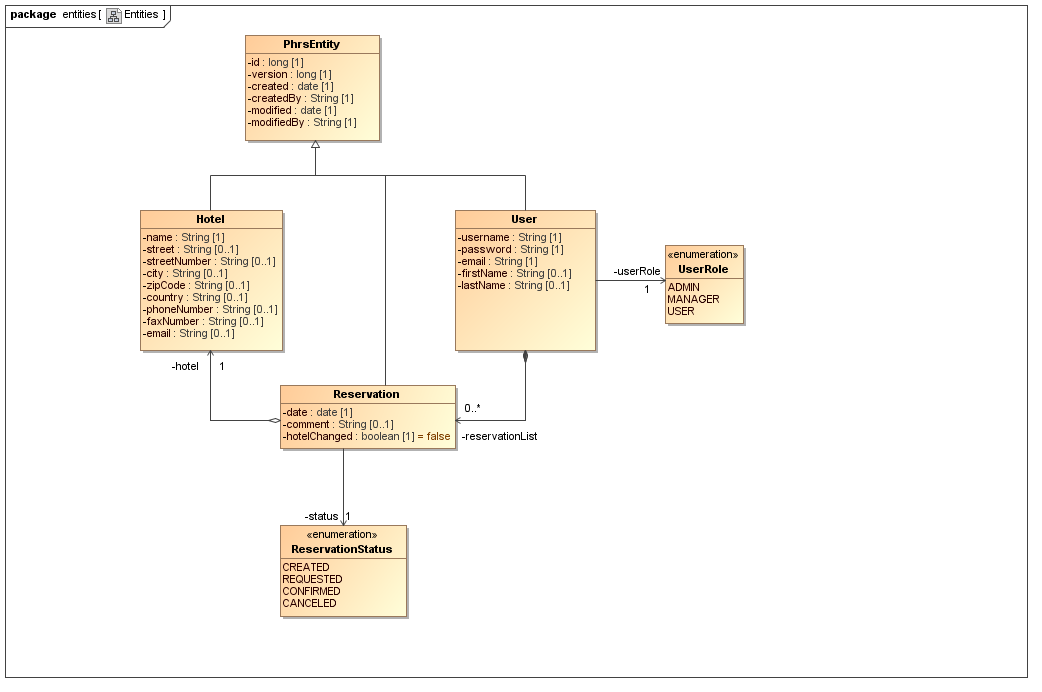 package entities [ Entities ]
PhrsEntity
-id : long [1]
-version : long [1]
-created : date [1]
-createdBy : String [1]
-modified : date [1]
-modifiedBy : String [1]
Hotel
-name : String [1]
-street : String [0..1]
-streetNumber : String [0..1]
-city : String [0..1]
-zipCode : String [0..1]
-country : String [0..1]
-phoneNumber : String [0..1]
-faxNumber : String [0..1]
-email : String [0..1]
User
-username : String [1]
-password : String [1]
-email : String [1]
-firstName : String [0..1]
-lastName : String [0..1]
-userRole
1
«enumeration»
UserRole
ADMIN
MANAGER
USER
-hotel 1
Reservation
-date : date [1]
-comment : String [0..1]
-hotelChanged : boolean [1] = false
0..*
-reservationList
-status 1
«enumeration»
ReservationStatus
CREATED
REQUESTED
CONFIRMED
CANCELED